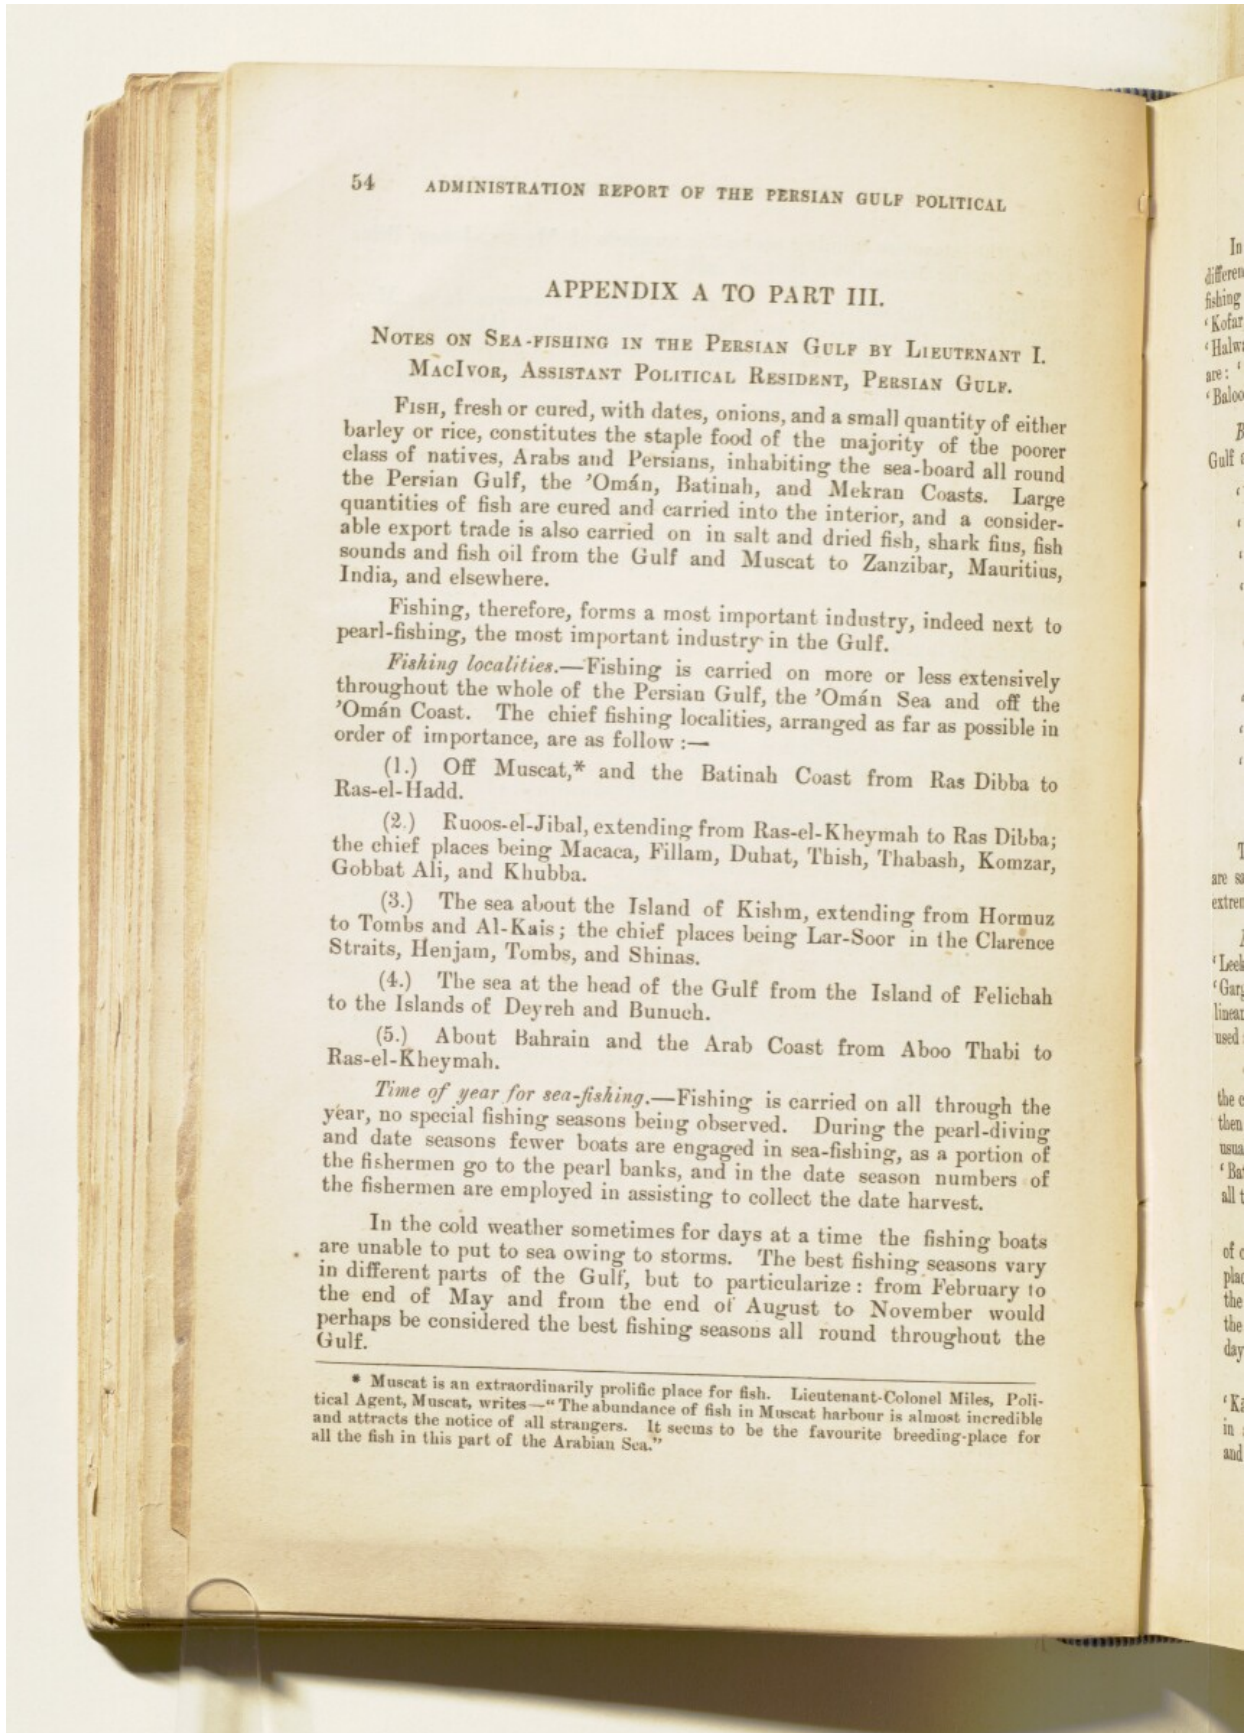 54 ADMINISTRATION REPORT OF THE PERSIAN GULF POLITICAL
APPENDIX A TO PART III.
NOTES ON SEA-FISHING IN THE PERSIAN GULF BY LIEUTENANT I.
MACIVOR, ASSISTANT POLITICAL RESIDENT, PERSIAN GULF.
FISH, fresh or cured, with dates, onions, and a small quantity of either
barley or rice, constitutes the staple food of the majority of the poorer
class of natives, Arabs and Persians, inhabiting the sea-board all round
the Persian Gulf, the 'Omán, Batinah, and Mekran Coasts. Large
quantities of fish are cured and carried into the interior, and a consider-
able export trade is also carried on in salt and dried fish, shark fins, fish
sounds and fish oil from the Gulf and Muscat to Zanzibar, Mauritius,
India, and elsewhere.
Fishing, therefore, forms a most important industry, indeed next to
pearl-fishing, the most important industry in the Gulf.
Fishing localities.—Fishing is carried on more or less extensively
throughout the whole of the Persian Gulf, the 'Omán Sea and off the
'Omán Coast. The chief fishing localities, arranged as far as possible in
order of importance, are as follow :—
(1.) Off Muscat,* and the Batinah Coast from Ras Dibba to
Ras-el-Hadd.
(2.) Ruoos-el-Jibal, extending from Ras-el-Kheymah to Ras Dibba;
the chief places being Macaca, Fillam, Duhat, Thish, Thabash, Komzar,
Gobbat Ali, and Khubba.
(3.) The sea about the Island of Kishm, extending from Hormuz
to Tombs and Al-Kais; the chief places being Lar-Soor in the Clarence
Straits, Henjam, Tombs, and Shinas.
(4.) The sea at the head of the Gulf from the Island of Felichah
to the Islands of Deyreh and Bunuch.
(5.) About Bahrain and the Arab Coast from Aboo Thabi to
Ras-el-Kheymah.
Time of year for sea-fishing.—Fishing is carried on all through the
year, no special fishing seasons being observed. During the pearl-diving
and date seasons fewer boats are engaged in sea-fishing, as a portion of
the fishermen go to the pearl banks, and in the date season numbers of
the fishermen are employed in assisting to collect the date harvest.
In the cold weather sometimes for days at a time the fishing boats
are unable to put to sea owing to storms. The best fishing seasons vary
in different parts of the Gulf, but to particularize: from February to
the end of May and from the end of August to November would
perhaps be considered the best fishing seasons all round throughout the
Gulf.
* Muscat is an extraordinarily prolific place for fish. Lieutenant-Colonel Miles, Poli-
tical Agent, Muscat, writes—"The abundance of fish in Muscat harbour is almost incredible
and attracts the notice of all strangers. It seems to be the favourite breeding-place for
all the fish in this part of the Arabian Sea."
In
fishing
are:
Gulf
are
used
then
all
of
the
the
day
in
and